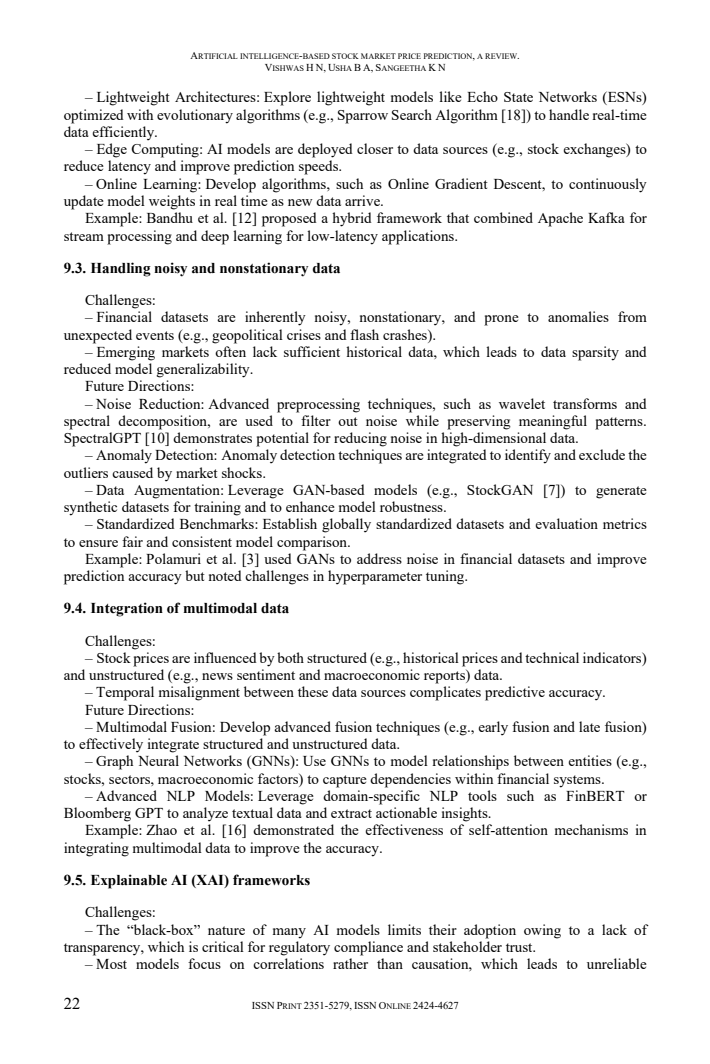 ARTIFICIAL INTELLIGENCE-BASED STOCK MARKET PRICE PREDICTION, A REVIEW.
VISHWAS H N, USHA B A, SANGEETHA K N
– Lightweight Architectures: Explore lightweight models like Echo State Networks (ESNs)
optimized with evolutionary algorithms (e.g., Sparrow Search Algorithm [18]) to handle real-time
data efficiently.
– Edge Computing: AI models are deployed closer to data sources (e.g., stock exchanges) to
reduce latency and improve prediction speeds.
– Online Learning: Develop algorithms, such as Online Gradient Descent, to continuously
update model weights in real time as new data arrive.
Example: Bandhu et al. [12] proposed a hybrid framework that combined Apache Kafka for
stream processing and deep learning for low-latency applications.
9.3. Handling noisy and nonstationary data
Challenges:
– Financial datasets are inherently noisy, nonstationary, and prone to anomalies from
unexpected events (e.g., geopolitical crises and flash crashes).
– Emerging markets often lack sufficient historical data, which leads to data sparsity and
reduced model generalizability.
Future Directions:
– Noise Reduction: Advanced preprocessing techniques, such as wavelet transforms and
spectral decomposition, are used to filter out noise while preserving meaningful patterns.
SpectralGPT [10] demonstrates potential for reducing noise in high-dimensional data.
– Anomaly Detection: Anomaly detection techniques are integrated to identify and exclude the
outliers caused by market shocks.
– Data Augmentation: Leverage GAN-based models (e.g., StockGAN [7]) to generate
synthetic datasets for training and to enhance model robustness.
– Standardized Benchmarks: Establish globally standardized datasets and evaluation metrics
to ensure fair and consistent model comparison.
Example: Polamuri et al. [3] used GANs to address noise in financial datasets and improve
prediction accuracy but noted challenges in hyperparameter tuning.
9.4. Integration of multimodal data
Challenges:
– Stock prices are influenced by both structured (e.g., historical prices and technical indicators)
and unstructured (e.g., news sentiment and macroeconomic reports) data.
– Temporal misalignment between these data sources complicates predictive accuracy.
Future Directions:
– Multimodal Fusion: Develop advanced fusion techniques (e.g., early fusion and late fusion)
to effectively integrate structured and unstructured data.
– Graph Neural Networks (GNNs): Use GNNs to model relationships between entities (e.g.,
stocks, sectors, macroeconomic factors) to capture dependencies within financial systems.
– Advanced NLP Models: Leverage domain-specific NLP tools such as FinBERT or
Bloomberg GPT to analyze textual data and extract actionable insights.
Example: Zhao et al. [16] demonstrated the effectiveness of self-attention mechanisms in
integrating multimodal data to improve the accuracy.
9.5. Explainable AI (XAI) frameworks
Challenges:
– The “black-box” nature of many AI models limits their adoption owing to a lack of
transparency, which is critical for regulatory compliance and stakeholder trust.
– Most models focus on correlations rather than causation, which leads to unreliable
22
ISSN PRINT 2351-5279, ISSN ONLINE 2424-4627